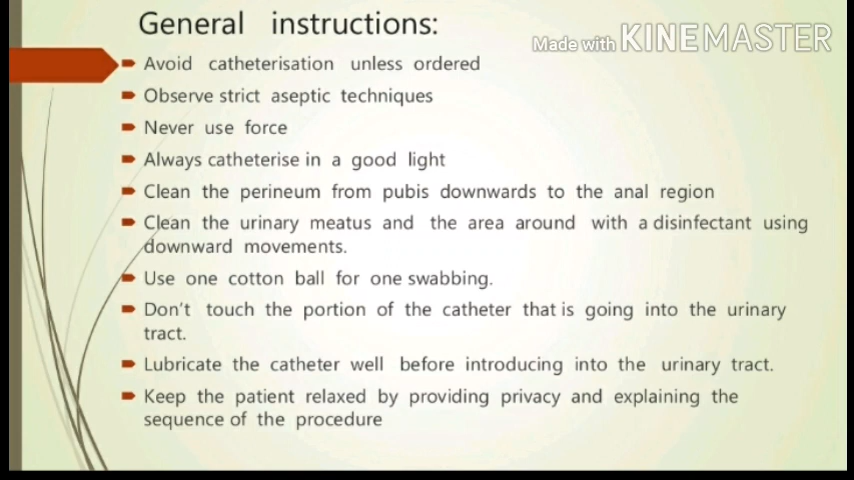 General instructions:
Made with KINEMASTER
Avoid catheterisation unless ordered
Observe strict aseptic techniques
Never use force
Always catheterise in a good light
Clean the perineum from pubis downwards to the anal region
Clean the urinary meatus and the area around with a disinfectant using
downward movements.
Use one cotton ball for one swabbing.
Don't touch the portion of the catheter that is going into the urinary
tract.
Lubricate the catheter well before introducing into the urinary tract.
Keep the patient relaxed by providing privacy and explaining the
sequence of the procedure